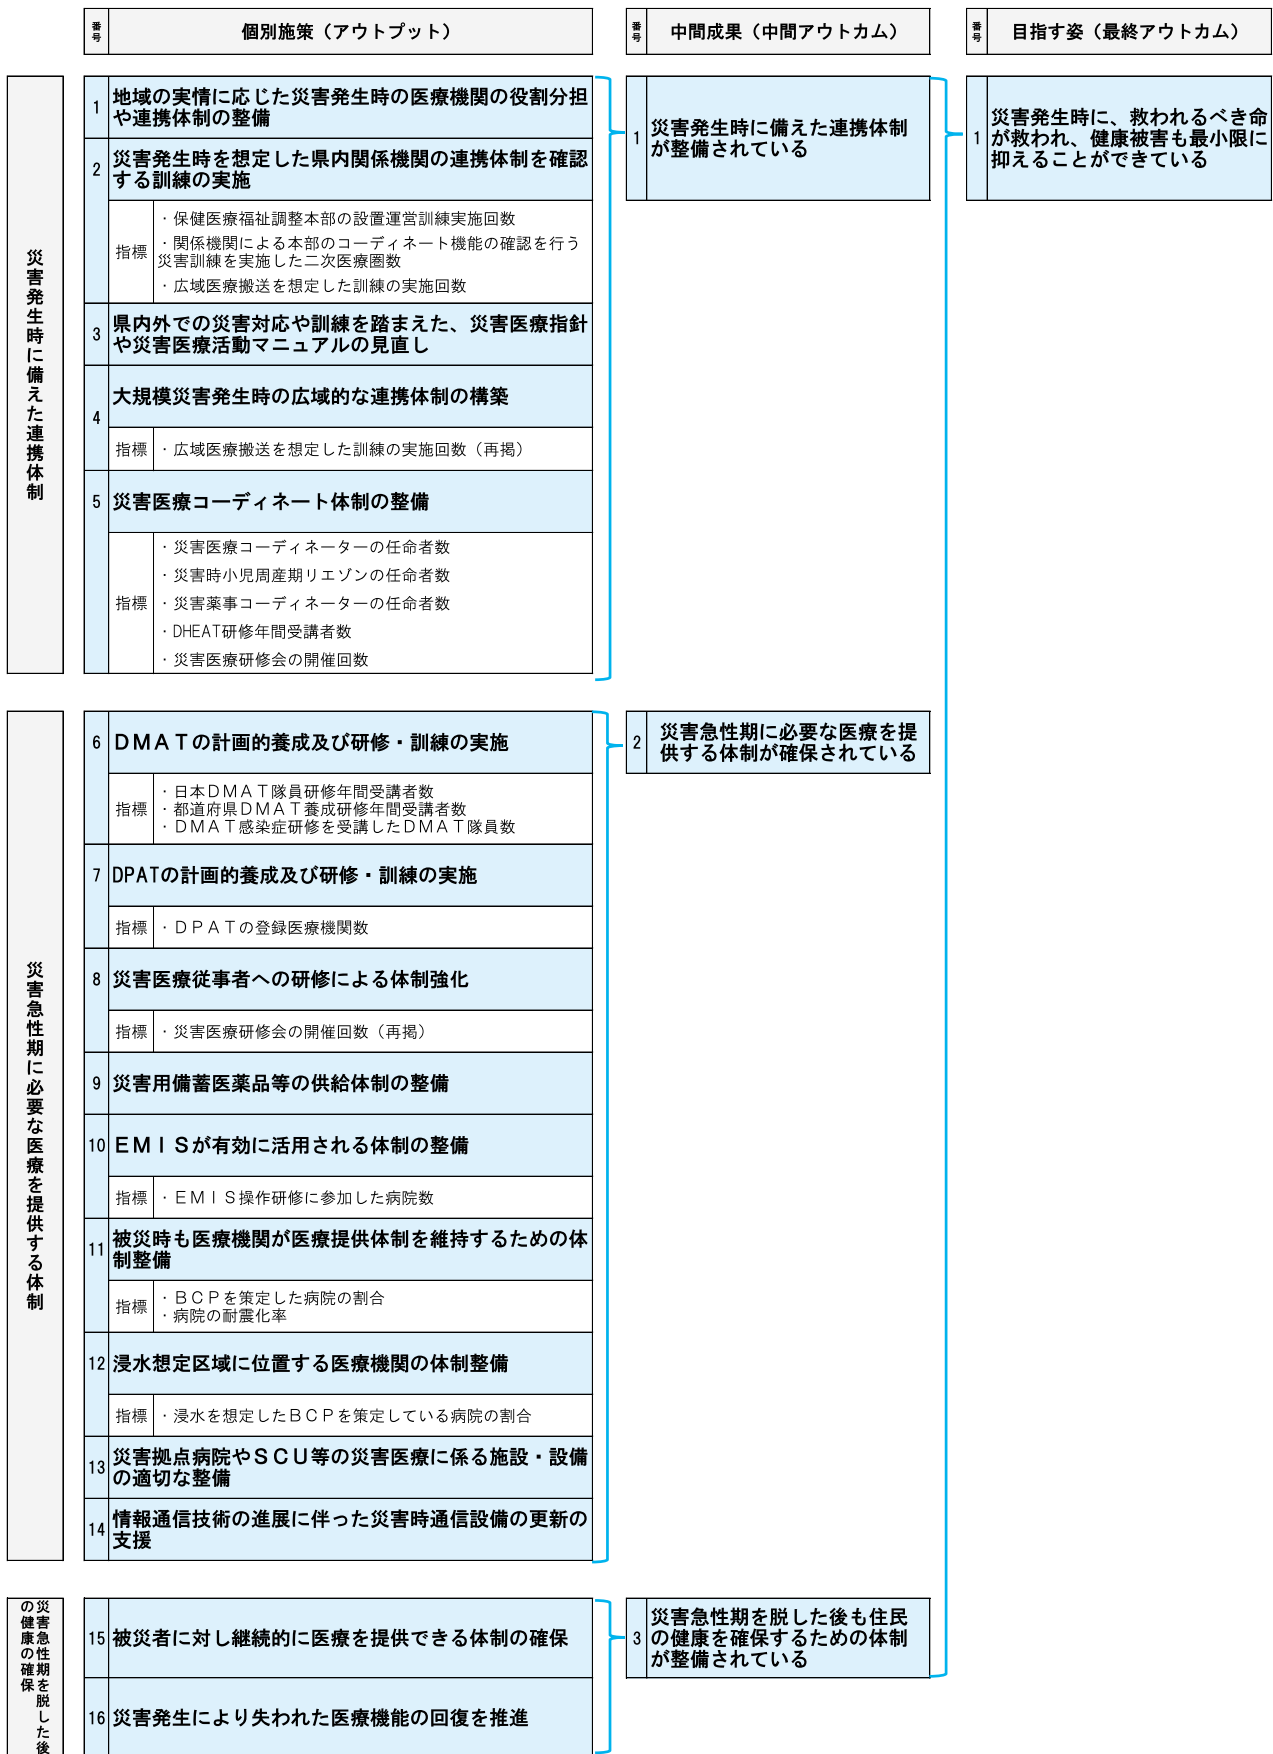 番号
個別施策（アウトプット）
番号
中間成果（中間アウトカム）
番号
目指す姿（最終アウトカム）
災害発生時に備えた連携体制
1
地域の実情に応じた災害発生時の医療機関の役割分担
や連携体制の整備
2
災害発生時を想定した県内関係機関の連携体制を確認
する訓練の実施
指標
・保健医療福祉調整本部の設置運営訓練実施回数
・関係機関による本部のコーディネート機能の確認を行う
災害訓練を実施した二次医療圏数
・広域医療搬送を想定した訓練の実施回数
3
県内外での災害対応や訓練を踏まえた、災害医療指針
や災害医療活動マニュアルの見直し
4
大規模災害発生時の広域的な連携体制の構築
指標
・広域医療搬送を想定した訓練の実施回数（再掲）
5
災害医療コーディネート体制の整備
指標
・災害医療コーディネーターの任命者数
・災害時小児周産期リエゾンの任命者数
・災害薬事コーディネーターの任命者数
・DHEAT研修年間受講者数
・災害医療研修会の開催回数
1
災害発生時に備えた連携体制
が整備されている
1
災害発生時に、救われるべき命
が救われ、健康被害も最小限に
抑えることができている
災害急性期に必要な医療を提供する体制
6
ＤＭＡＴの計画的養成及び研修・訓練の実施
指標
・日本ＤＭＡＴ隊員研修年間受講者数
・都道府県ＤＭＡＴ養成研修年間受講者数
・ＤＭＡＴ感染症研修を受講したＤＭＡＴ隊員数
7
DPATの計画的養成及び研修・訓練の実施
指標
・ＤＰＡＴの登録医療機関数
8
災害医療従事者への研修による体制強化
指標
・災害医療研修会の開催回数（再掲）
9
災害用備蓄医薬品等の供給体制の整備
10
ＥＭＩＳが有効に活用される体制の整備
指標
・ＥＭＩＳ操作研修に参加した病院数
11
被災時も医療機関が医療提供体制を維持するための体
制整備
指標
・ＢＣＰを策定した病院の割合
・病院の耐震化率
12
浸水想定区域に位置する医療機関の体制整備
指標
・浸水を想定したＢＣＰを策定している病院の割合
13
災害拠点病院やＳＣＵ等の災害医療に係る施設・設備
の適切な整備
14
情報通信技術の進展に伴った災害時通信設備の更新の
支援
2
災害急性期に必要な医療を提
供する体制が確保されている
災害急性期を脱した後
の健康の確保
15
被災者に対し継続的に医療を提供できる体制の確保
16
災害発生により失われた医療機能の回復を推進
3
災害急性期を脱した後も住民
の健康を確保するための体制
が整備されている